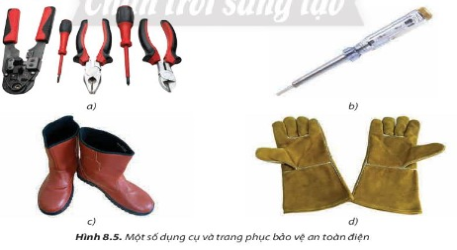 Chân trời sáng tạo
a)
b)
c)
d)
Hình 8.5. Một số dụng cụ và trang phục bảo vệ an toàn điện